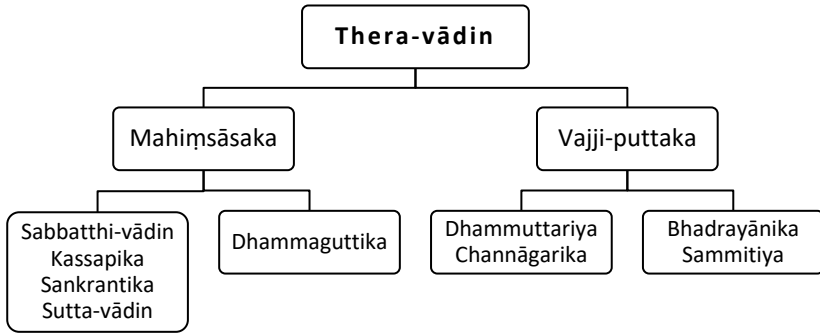 Thera-vādin
Mahiṃsāsaka
Vajji-puttaka
Sabbatthi-vādin
Kassapika
Sankrantika
Sutta-vādin
Dhammaguttika
Dhammuttariya
Channāgarika
Bhadrayānika
Sammitiya